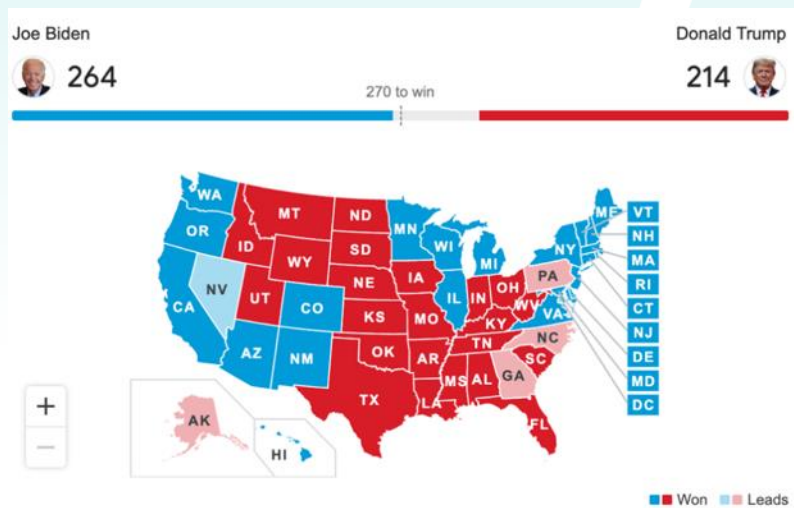 Joe Biden
Donald Trump
264
214
270 to win
WA
ME
VT
MT
ND
MN
OR
NH
ID
SD
WI
NY
MA
WY
MI
RI
NE
IA
PA
CT
NV
UT
CO
IL
IN
OH
NJ
CA
KS
MO
WV
VA
DE
KY
NC
MD
AZ
NM
OK
TN
AR
SC
DC
MS
AL
GA
TX
LA
FL
AK
HI
+
−
Won
Leads